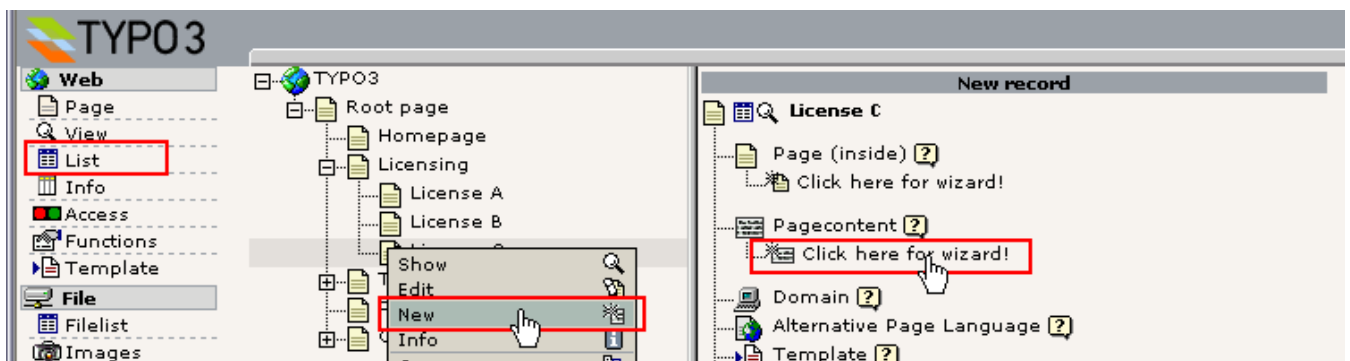 TYPO3
Web
Page
View
List
Info
Access
Functions
Template
File
Filelist
Images
TYPO3
Root page
Homepage
Licensing
License A
License B
Show
Edit
New
Info
New record
License C
Page (inside) ?
Click here for wizard!
Pagecontent ?
Click here for wizard!
Domain ?
Alternative Page Language ?
Template ?